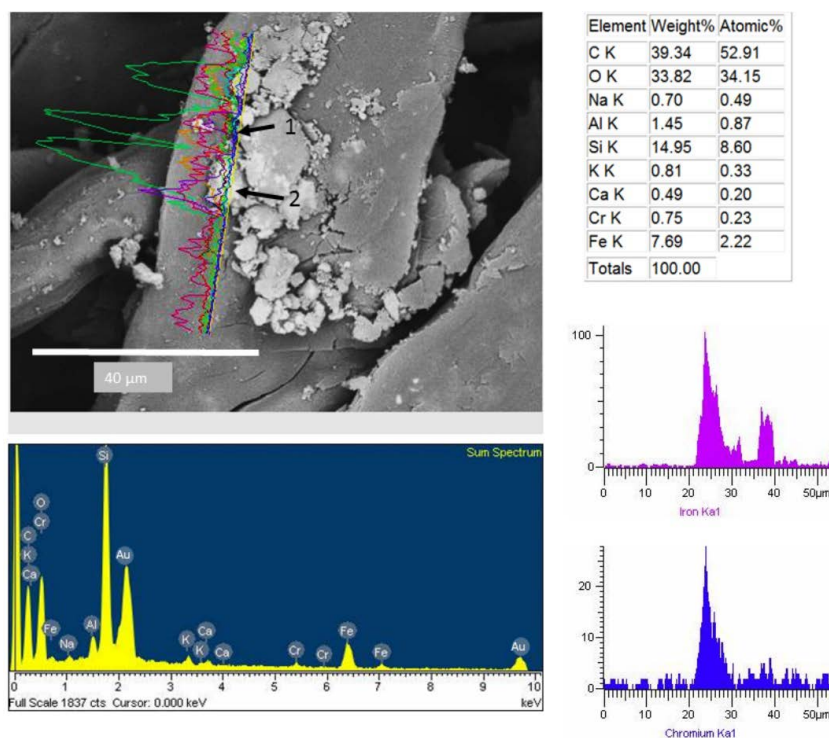 1
2
40 µm
Element Weight% Atomic%
C K 39.34 52.91
O K 33.82 34.15
Na K 0.70 0.49
Al K 1.45 0.87
Si K 14.95 8.60
K K 0.81 0.33
Ca K 0.49 0.20
Cr K 0.75 0.23
Fe K 7.69 2.22
Totals 100.00
Sum Spectrum
Si
O
Cr
C
K
Ca
Au
Fe
Na
Al
K
K
Ca
Ca
Cr
Cr
Fe
Fe
Au
0 1 2 3 4 5 6 7 8 9 10
Full Scale 1837 cts Cursor: 0.000 keV keV
100
50
0
0 10 20 30 40 50µm
Iron Ka1
20
10
0
0 10 20 30 40 50µm
Chromium Ka1